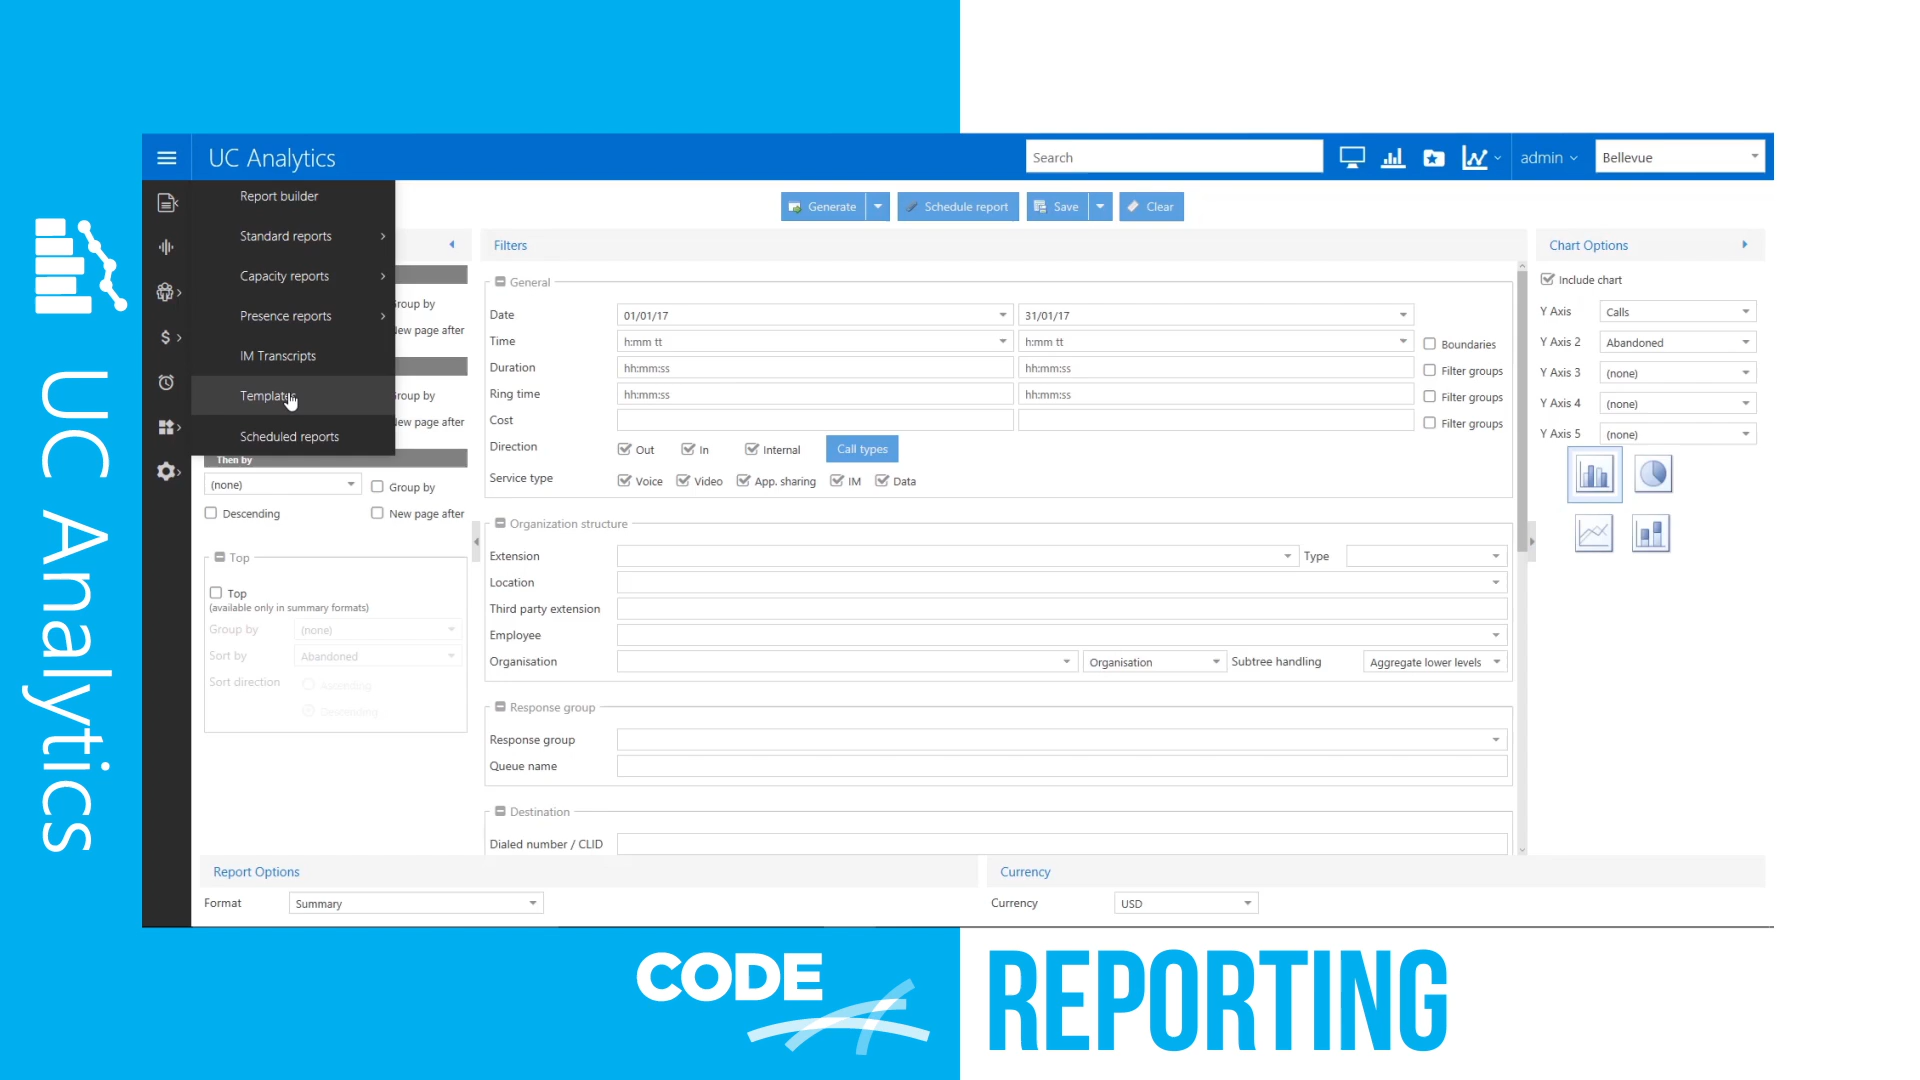 UC Analytics
UC Analytics
Search
admin
Bellevue
Report builder
Standard reports
Capacity reports
Presence reports
IM Transcripts
Templates
Scheduled reports
Generate
Schedule report
Save
Clear
Group by
New page after
Group by
New page after
Then by
(none)
Group by
Descending
New page after
Top
Top
(available only in summary formats)
Group by
(none)
Sort by
Abandoned
Sort direction
Ascending
Descending
Filters
General
Date
01/01/17
31/01/17
Time
h:mm tt
h:mm tt
Boundaries
Duration
hh:mm:ss
hh:mm:ss
Filter groups
Ring time
hh:mm:ss
hh:mm:ss
Filter groups
Cost
Filter groups
Direction
Out
In
Internal
Call types
Service type
Voice
Video
App. sharing
IM
Data
Organization structure
Extension
Type
Location
Third party extension
Employee
Organisation
Organisation
Subtree handling
Aggregate lower levels
Response group
Response group
Queue name
Destination
Dialed number / CLID
Chart Options
Include chart
Y Axis
Calls
Y Axis 2
Abandoned
Y Axis 3
(none)
Y Axis 4
(none)
Y Axis 5
(none)
Report Options
Format
Summary
Currency
Currency
USD
CODE
REPORTING